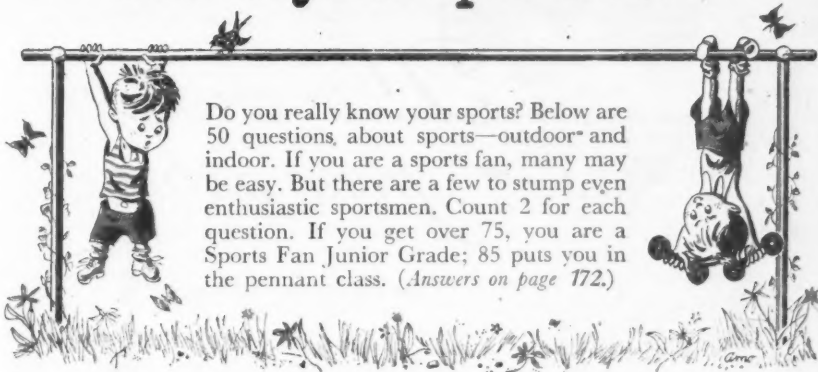 Do you really know your sports? Below are
50 questions about sports—outdoor and
indoor. If you are a sports fan, many may
be easy. But there are a few to stump even
enthusiastic sportsmen. Count 2 for each
question. If you get over 75, you are a
Sports Fan Junior Grade; 85 puts you in
the pennant class. (Answers on page 172.)